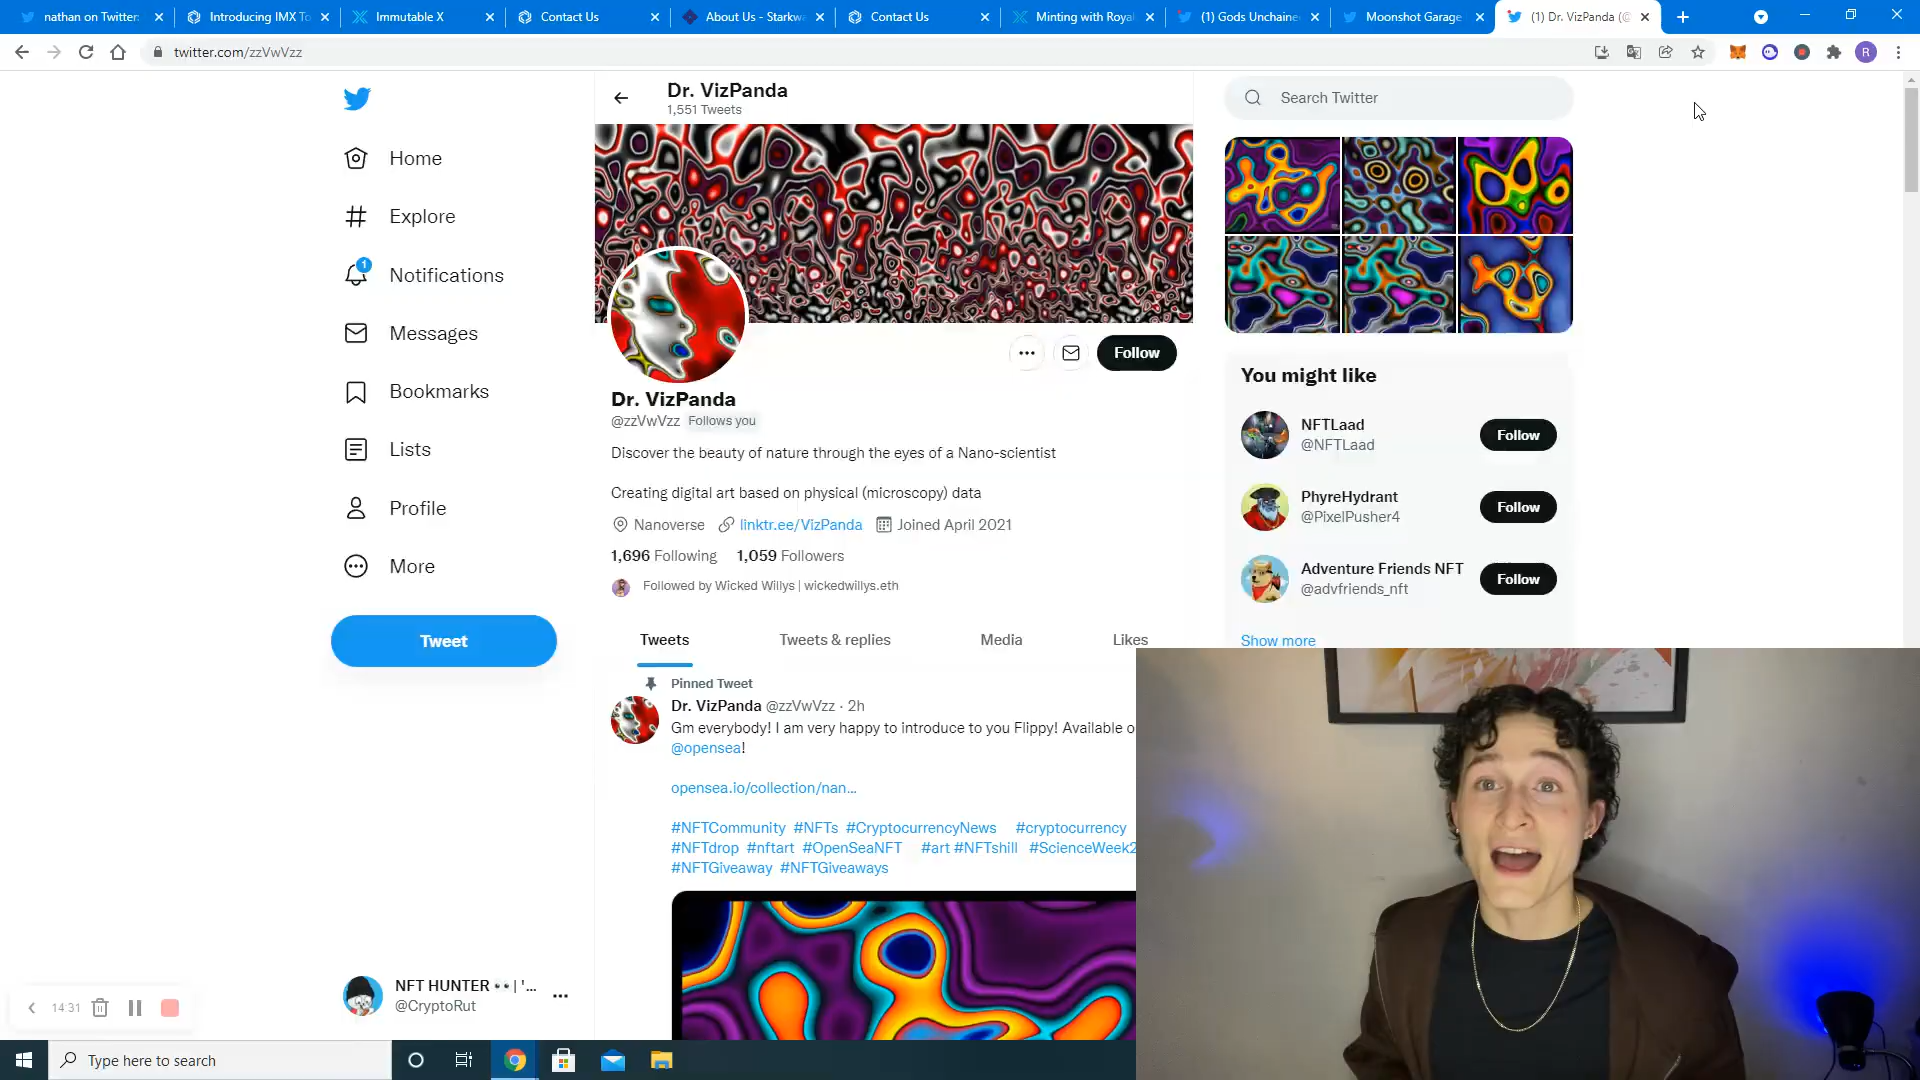 nathan on Twitter:
Introducing IMX To
Immutable X
Contact Us
About Us - Starkwa
Contact Us
Minting with Royal
(1) Gods Unchaine
Moonshot Garage
(1) Dr. VizPanda (@
twitter.com/zzVwVzz
R
Home
Explore
1
Notifications
Messages
Bookmarks
Lists
Profile
More
Tweet
NFT HUNTER 👀 | '...
@CryptoRut
14:31
Type here to search
Dr. VizPanda
1,551 Tweets
Follow
Dr. VizPanda
@zzVwVzz Follows you
Discover the beauty of nature through the eyes of a Nano-scientist
Creating digital art based on physical (microscopy) data
Nanoverse linktr.ee/VizPanda Joined April 2021
1,696 Following 1,059 Followers
Followed by Wicked Willys | wickedwillys.eth
Tweets Tweets & replies Media Likes
Pinned Tweet
Dr. VizPanda @zzVwVzz · 2h
Gm everybody! I am very happy to introduce to you Flippy! Available o
@opensea!
opensea.io/collection/nan...
#NFTCommunity #NFTs #CryptocurrencyNews #cryptocurrency
#NFTdrop #nftart #OpenSeaNFT #art #NFTshill #ScienceWeek2
#NFTGiveaway #NFTGiveaways
Search Twitter
You might like
NFTLaad
@NFTLaad
Follow
PhyreHydrant
@PixelPusher4
Follow
Adventure Friends NFT
@advfriends_nft
Follow
Show more